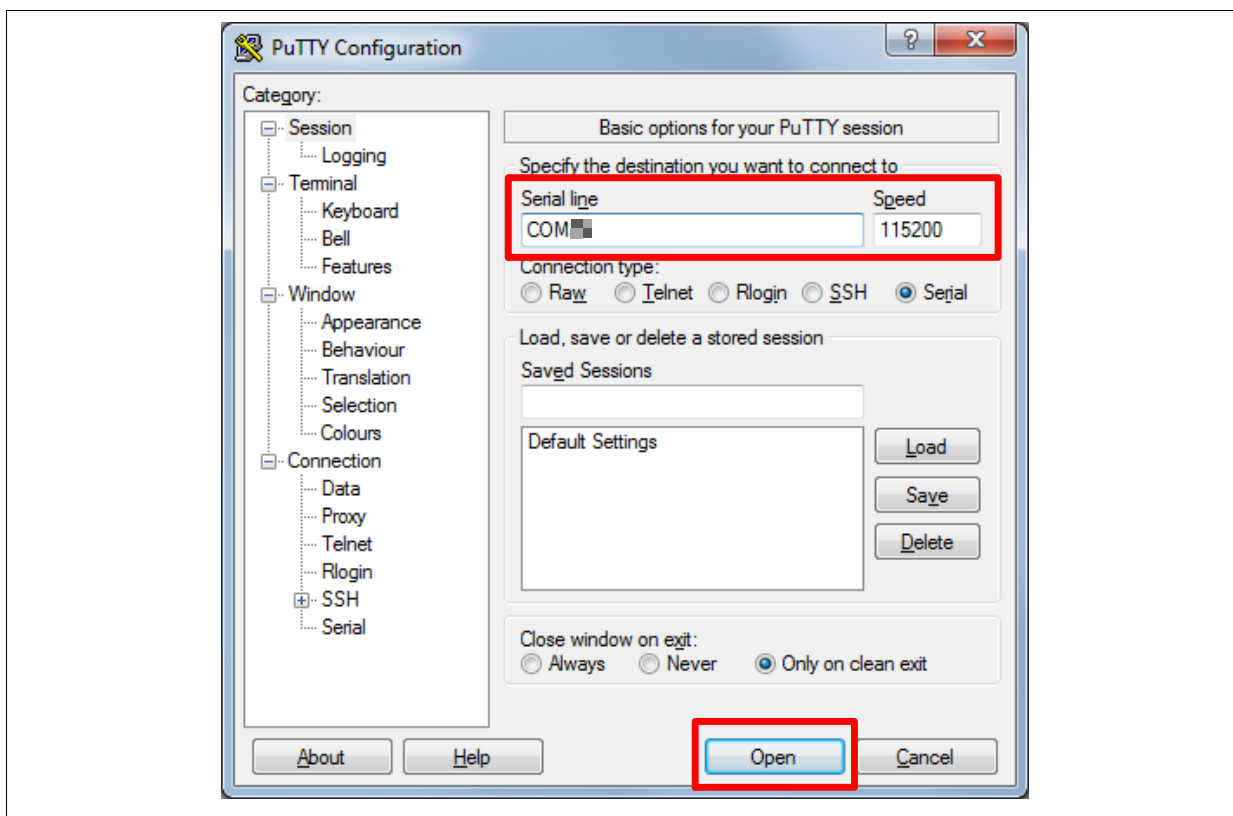 PuTTY Configuration
Category:
Session
Logging
Terminal
Keyboard
Bell
Features
Window
Appearance
Behaviour
Translation
Selection
Colours
Connection
Data
Proxy
Telnet
Rlogin
SSH
Serial
Basic options for your PuTTY session
Specify the destination you want to connect to
Serial line Speed
COM 115200
Connection type:
Raw Telnet Rlogin SSH Serial
Load, save or delete a stored session
Saved Sessions
Default Settings
Load
Save
Delete
Close window on exit:
Always Never Only on clean exit
About Help Open Cancel